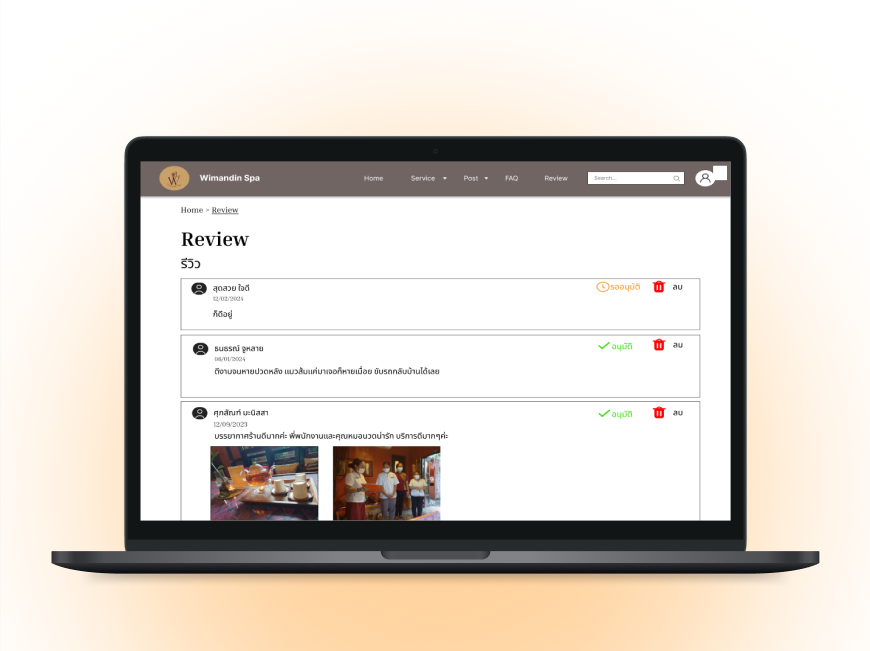 W
Wimandin Spa
Home Service Post FAQ Review Search...
Home > Review
Review
รีวิว
สุดสวย ใจดี รออนุมัติ ลบ
12/02/2024
ก็ดีอยู่
ธนธรณ์ จูหลาย อนุมัติ ลบ
06/01/2024
ตึงานจนหายปวดหลัง แมวส้มแค่มาเจอก็หายเมื่อย ขับรถกลับบ้านได้เลย
ศุภสัณฑ์ มะนิสสา อนุมัติ ลบ
12/09/2023
บรรยากาศร้านดีมากค่ะ พี่พนักงานและคุณหมอนวดน่ารัก บริการดีมากๆค่ะ